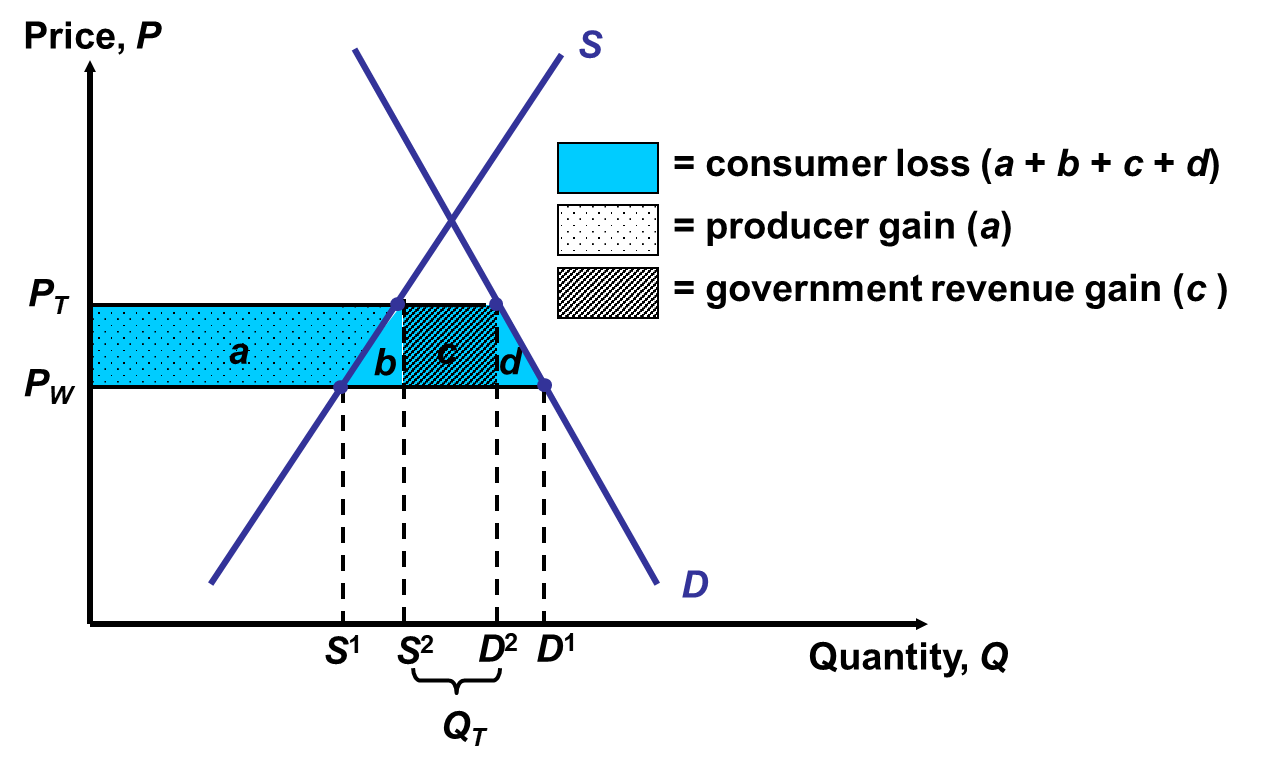 Price, P
S
= consumer loss (a + b + c + d)
= producer gain (a)
= government revenue gain (c )
P_T
a
b
c
d
P_W
D
S¹ S² D² D¹
Quantity, Q
Q_T